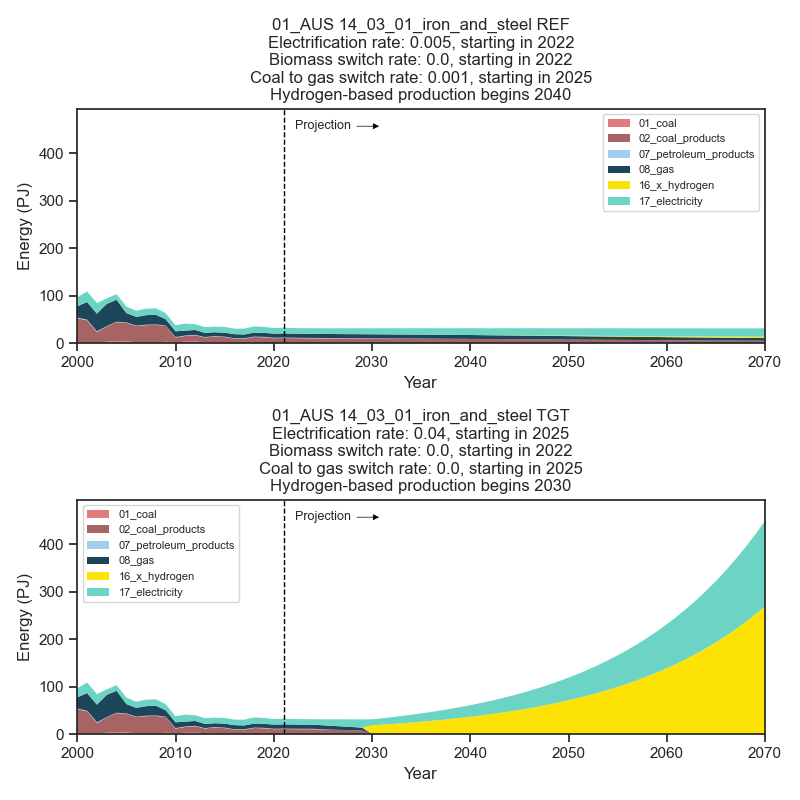 01_AUS 14_03_01_iron_and_steel REF
Electrification rate: 0.005, starting in 2022
Biomass switch rate: 0.0, starting in 2022
Coal to gas switch rate: 0.001, starting in 2025
Hydrogen-based production begins 2040
Projection
01_coal
02_coal_products
07_petroleum_products
08_gas
16_x_hydrogen
17_electricity
Energy (PJ)
400
300
200
100
0
2000 2010 2020 2030 2040 2050 2060 2070
Year
01_AUS 14_03_01_iron_and_steel TGT
Electrification rate: 0.04, starting in 2025
Biomass switch rate: 0.0, starting in 2022
Coal to gas switch rate: 0.0, starting in 2025
Hydrogen-based production begins 2030
01_coal
02_coal_products
07_petroleum_products
08_gas
16_x_hydrogen
17_electricity
Projection
Energy (PJ)
400
300
200
100
0
2000 2010 2020 2030 2040 2050 2060 2070
Year